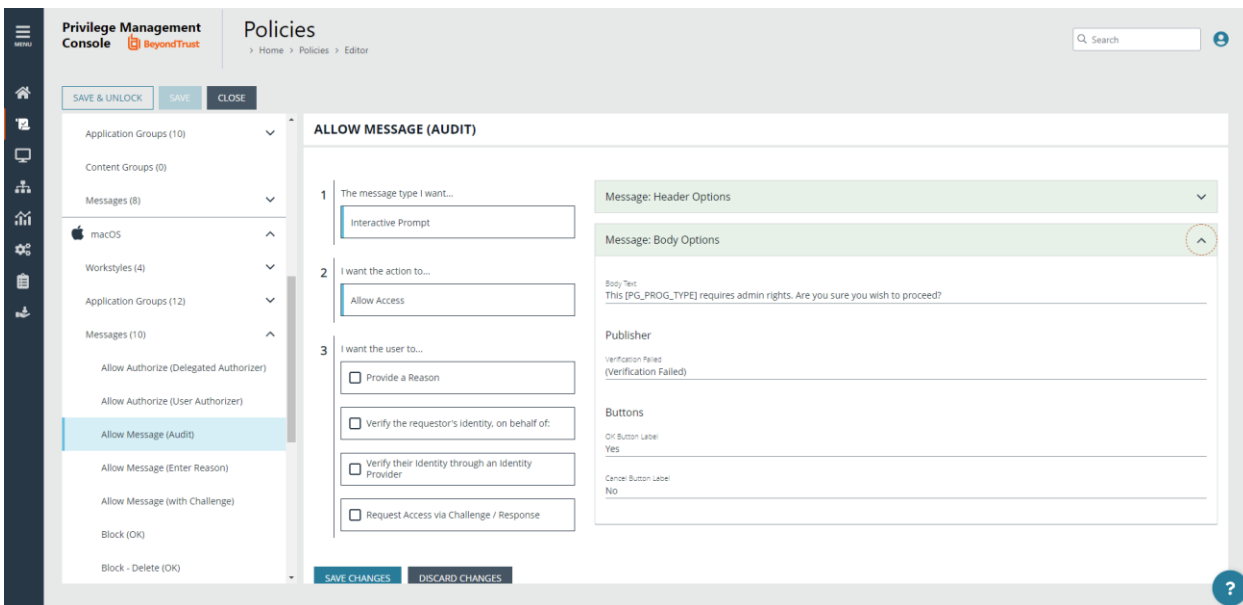 MENU
Privilege Management
Console BeyondTrust
Policies
> Home > Policies > Editor
Search
SAVE & UNLOCK
SAVE
CLOSE
Application Groups (10)
Content Groups (0)
Messages (8)
macOS
Workstyles (4)
Application Groups (12)
Messages (10)
Allow Authorize (Delegated Authorizer)
Allow Authorize (User Authorizer)
Allow Message (Audit)
Allow Message (Enter Reason)
Allow Message (with Challenge)
Block (OK)
Block - Delete (OK)
ALLOW MESSAGE (AUDIT)
1 The message type I want...
Interactive Prompt
2 I want the action to...
Allow Access
3 I want the user to...
Provide a Reason
Verify the requestor's identity, on behalf of:
Verify their Identity through an Identity
Provider
Request Access via Challenge / Response
Message: Header Options
Message: Body Options
Body Text
This [PG_PROG_TYPE] requires admin rights. Are you sure you wish to proceed?
Publisher
Verification Failed
(Verification Failed)
Buttons
OK Button Label
Yes
Cancel Button Label
No
SAVE CHANGES
DISCARD CHANGES
?